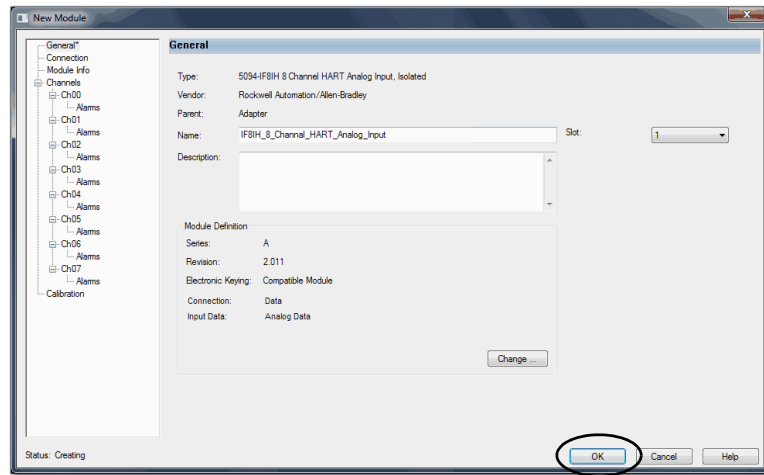 New Module
General*
Connection
Module Info
Channels
Ch00
Alarms
Ch01
Alarms
Ch02
Alarms
Ch03
Alarms
Ch04
Alarms
Ch05
Alarms
Ch06
Alarms
Ch07
Alarms
Calibration
General
Type: 5094-IF8IH 8 Channel HART Analog Input, Isolated
Vendor: Rockwell Automation/Allen-Bradley
Parent: Adapter
Name: IF8IH_8_Channal_HART_Analog_Input Slot: 1
Description:
Module Definition
Series: A
Revision: 2.011
Electronic Keying: Compatible Module
Connection: Data
Input Data: Analog Data
Change ...
Status: Creating
OK Cancel Help